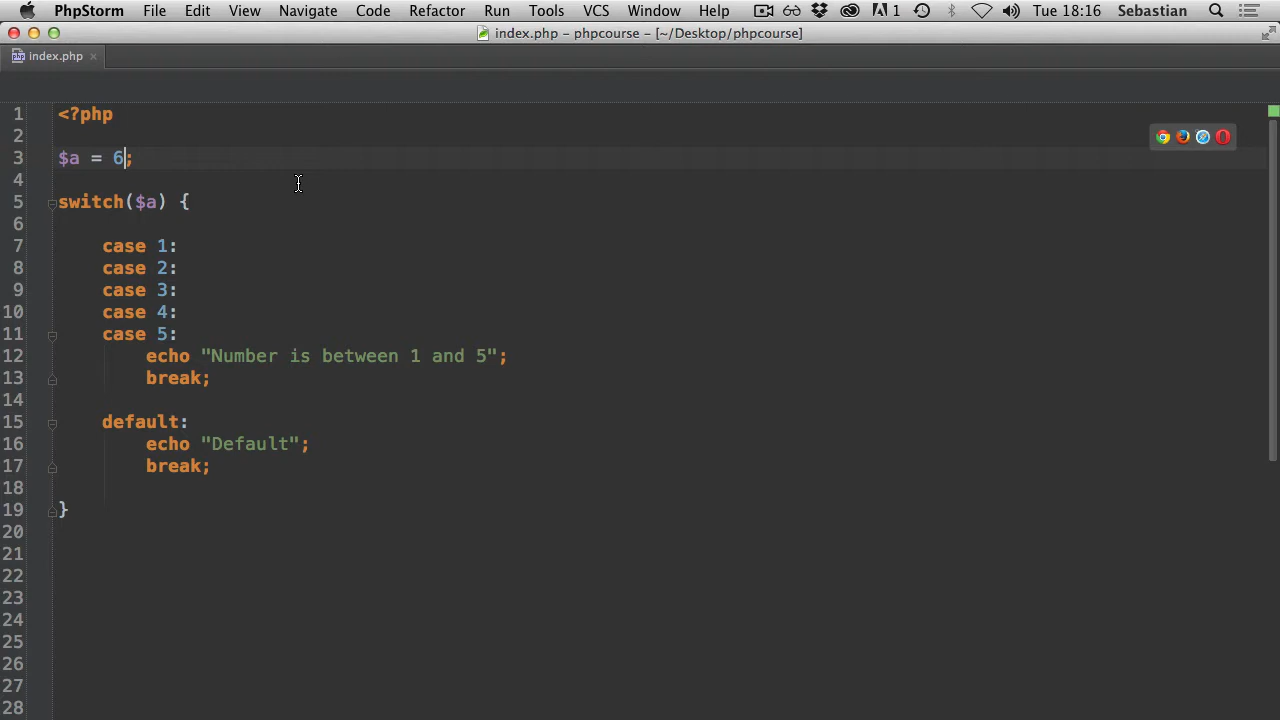 PhpStorm File Edit View Navigate Code Refactor Run Tools VCS Window Help 1 Tue 18:16 Sebastian
index.php – phpcourse – [~/Desktop/phpcourse]
index.php
1 <?php
2
3 $a = 6;
4
5 switch($a) {
6
7 case 1:
8 case 2:
9 case 3:
10 case 4:
11 case 5:
12 echo "Number is between 1 and 5";
13 break;
14
15 default:
16 echo "Default";
17 break;
18
19 }
20
21
22
23
24
25
26
27
28